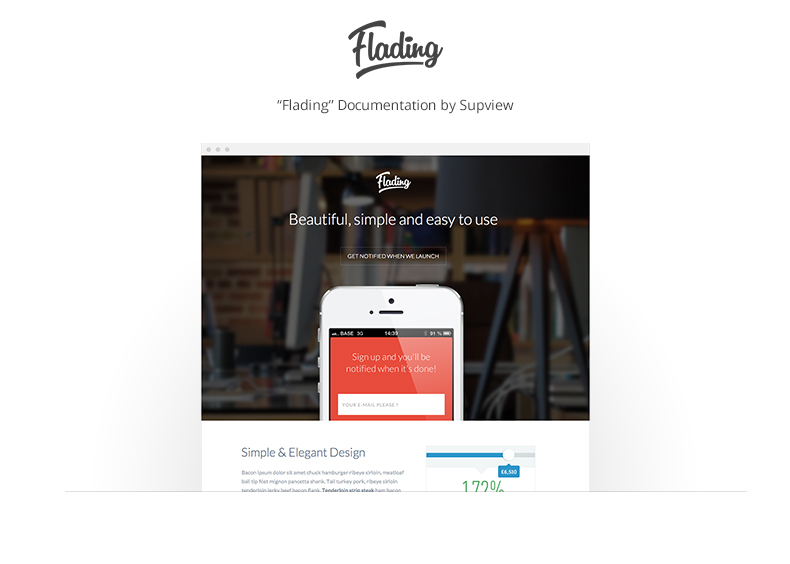 Flading
“Flading” Documentation by Supview
Flading
Beautiful, simple and easy to use
GET NOTIFIED WHEN WE LAUNCH
BASE 3G 14:39 91 %
Sign up and you'll be
notified when it's done!
YOUR E-MAIL PLEASE ?
Simple & Elegant Design
Bacon ipsum dolor sit amet chuck hamburger ribeye sirloin, meatloaf
ball tip filet mignon pancetta shank. Tail turkey pork, ribeye sirloin
tenderloin jerky beef bacon flank. Tenderloin strip steak ham bacon
£6,510
172%